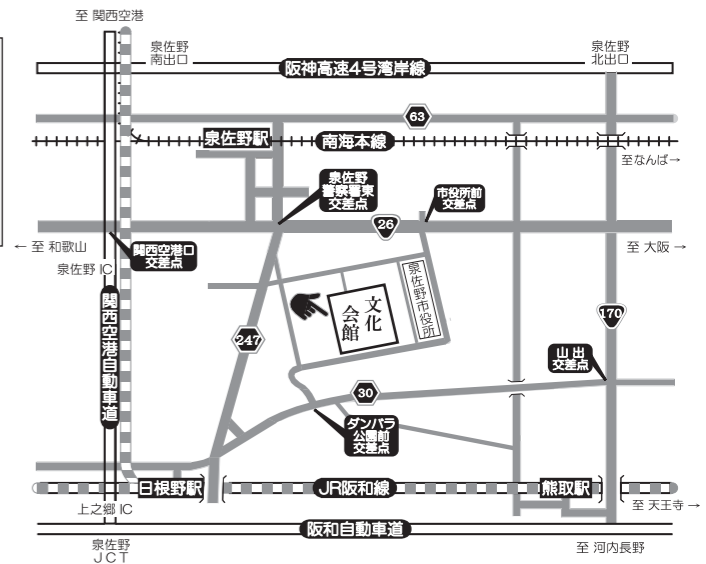 至 関西空港
泉佐野
南出口
泉佐野
北出口
阪神高速4号湾岸線
63
泉佐野駅
南海本線
至なんば→
泉佐野
警察署東
交差点
市役所前
交差点
26
← 至 和歌山
関西空港口
交差点
至 大阪 →
泉佐野 IC
関西空港自動車道
文化
会館
泉佐野市役所
247
170
山出
交差点
30
ダンバラ
公園前
交差点
日根野駅
JR阪和線
熊取駅
上之郷 IC
至 天王寺 →
阪和自動車道
泉佐野
JCT
至 河内長野